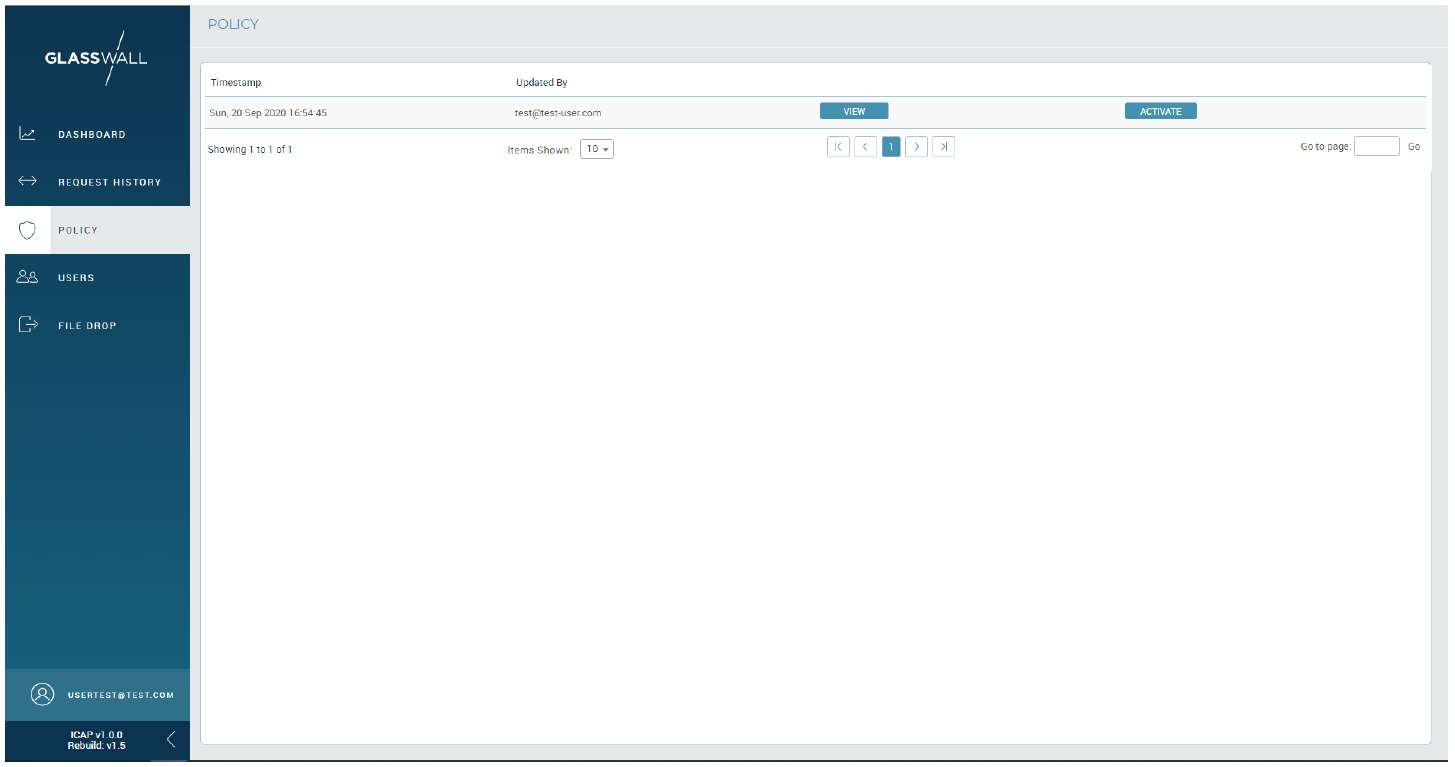 GLASSWALL
DASHBOARD
REQUEST HISTORY
POLICY
USERS
FILE DROP
USERTEST@TEST.COM
ICAP v1.0.0
Rebuild: v1.5
POLICY
Timestamp Updated By
Sun, 20 Sep 2020 16:54:45 test@test-user.com VIEW ACTIVATE
Showing 1 to 1 of 1 Items Shown: 10 1 Go to page: Go